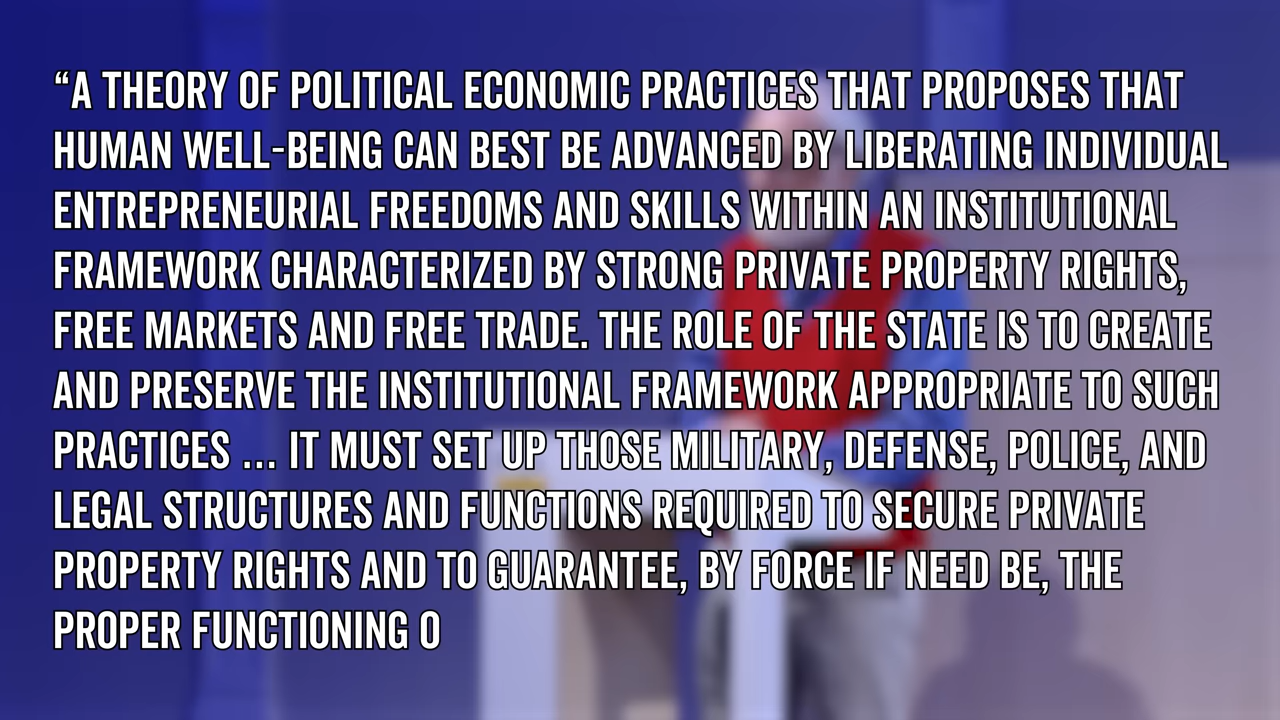 “A THEORY OF POLITICAL ECONOMIC PRACTICES THAT PROPOSES THAT
HUMAN WELL-BEING CAN BEST BE ADVANCED BY LIBERATING INDIVIDUAL
ENTREPRENEURIAL FREEDOMS AND SKILLS WITHIN AN INSTITUTIONAL
FRAMEWORK CHARACTERIZED BY STRONG PRIVATE PROPERTY RIGHTS,
FREE MARKETS AND FREE TRADE. THE ROLE OF THE STATE IS TO CREATE
AND PRESERVE THE INSTITUTIONAL FRAMEWORK APPROPRIATE TO SUCH
PRACTICES ... IT MUST SET UP THOSE MILITARY, DEFENSE, POLICE, AND
LEGAL STRUCTURES AND FUNCTIONS REQUIRED TO SECURE PRIVATE
PROPERTY RIGHTS AND TO GUARANTEE, BY FORCE IF NEED BE, THE
PROPER FUNCTIONING O